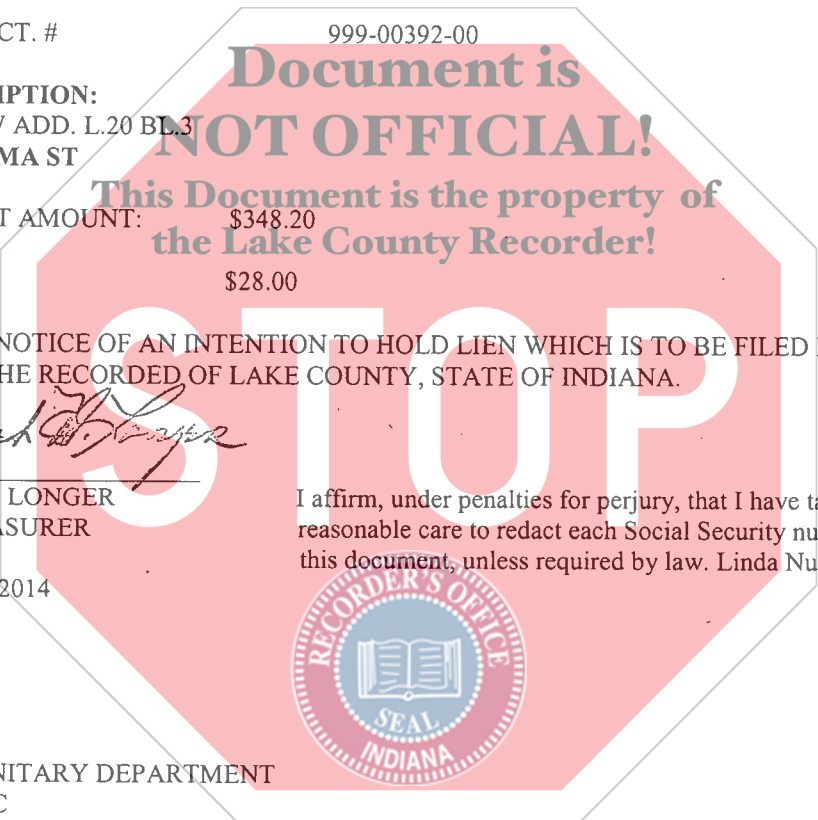 CT. # 999-00392-00
Document is
IPTION:
ADD. L.20 BL.3
NOT OFFICIAL!
MA ST
This Document is the property of
T AMOUNT: $348.20
the Lake County Recorder!
$28.00
STOP
NOTICE OF AN INTENTION TO HOLD LIEN WHICH IS TO BE FILED
HE RECORDED OF LAKE COUNTY, STATE OF INDIANA.
LONGER
ASURER
I affirm, under penalties for perjury, that I have ta
reasonable care to redact each Social Security nu
this document, unless required by law. Linda Nu
2014
RECORDER'S OFFICE
SEAL
INDIANA
NITARY DEPARTMENT
C